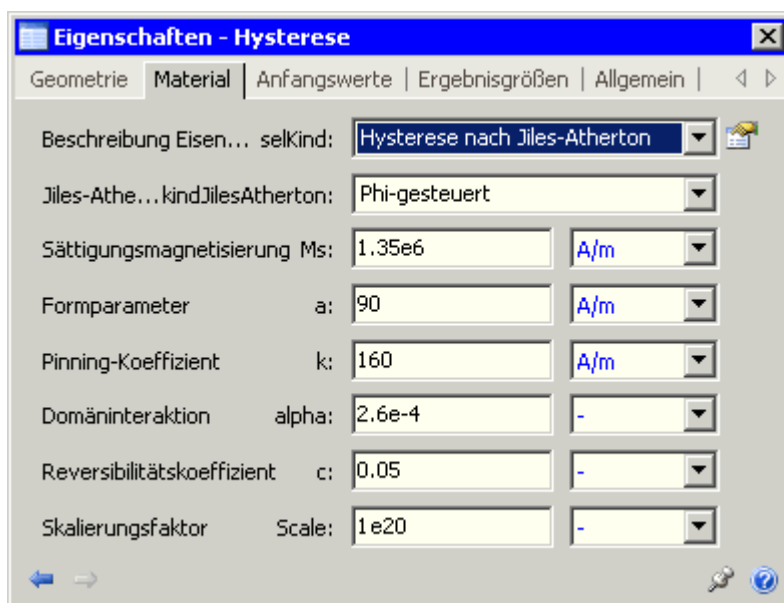 Eigenschaften - Hysterese
Geometrie | Material | Anfangswerte | Ergebnisgrößen | Allgemein |
Beschreibung Eisen... selKind: Hysterese nach Jiles-Atherton
Jiles-Athe...kindJilesAtherton: Phi-gesteuert
Sättigungsmagnetisierung Ms: 1.35e6 A/m
Formparameter a: 90 A/m
Pinning-Koeffizient k: 160 A/m
Domäninteraktion alpha: 2.6e-4 -
Reversibilitätskoeffizient c: 0.05 -
Skalierungsfaktor Scale: 1e20 -